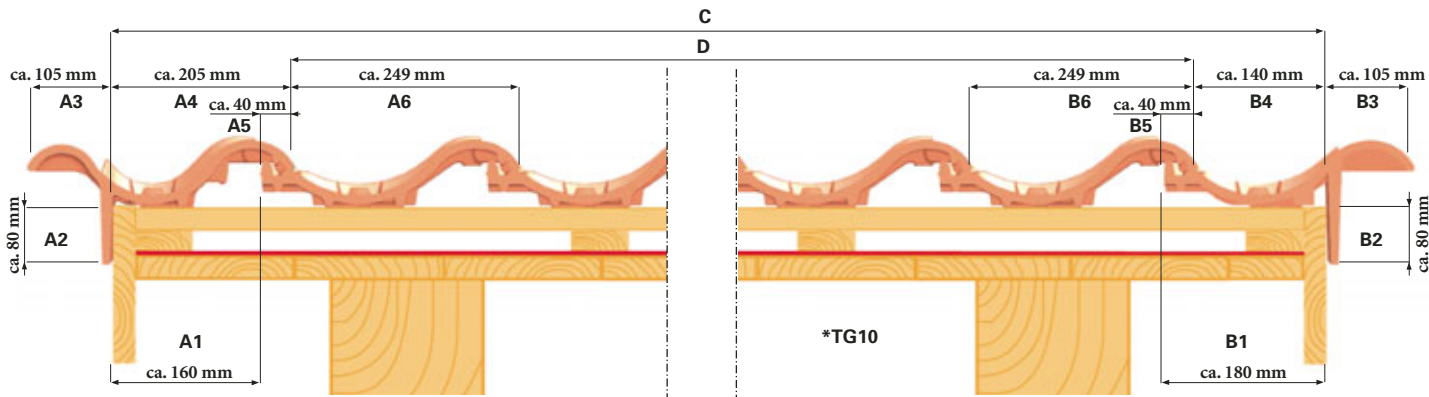 C
D
ca. 105 mm
ca. 205 mm
ca. 249 mm
ca. 249 mm
ca. 140 mm
ca. 105 mm
A3
A4
ca. 40 mm
A6
B6
ca. 40 mm
B4
B3
A5
B5
ca. 80 mm
A2
B2
ca. 80 mm
A1
*TG10
B1
ca. 160 mm
ca. 180 mm